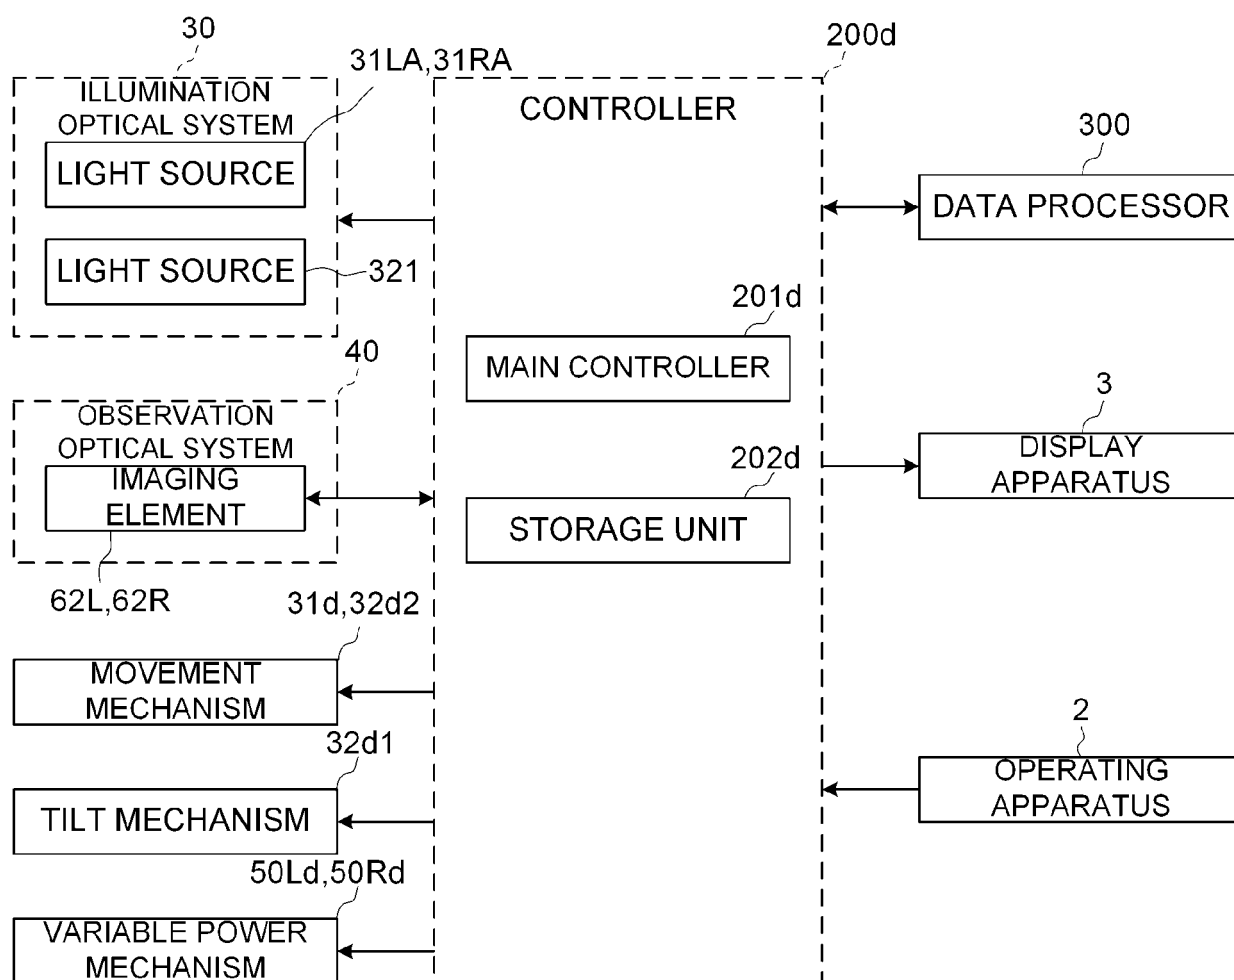 30
31LA,31RA
ILLUMINATION
OPTICAL SYSTEM
LIGHT SOURCE
LIGHT SOURCE
321
40
OBSERVATION
OPTICAL SYSTEM
IMAGING
ELEMENT
62L,62R
31d,32d2
MOVEMENT
MECHANISM
32d1
TILT MECHANISM
50Ld,50Rd
VARIABLE POWER
MECHANISM
200d
CONTROLLER
201d
MAIN CONTROLLER
202d
STORAGE UNIT
300
DATA PROCESSOR
3
DISPLAY
APPARATUS
2
OPERATING
APPARATUS